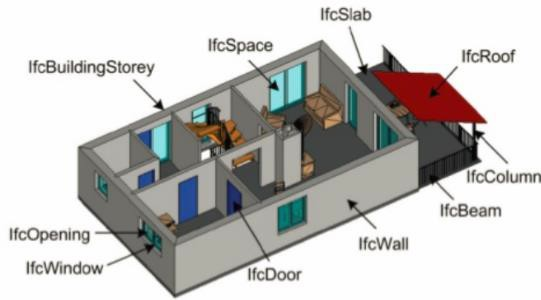 IfcSlab
IfcSpace
IfcRoof
IfcBuildingStorey
IfcColumn
IfcBeam
IfcOpening
IfcWall
IfcWindow
IfcDoor